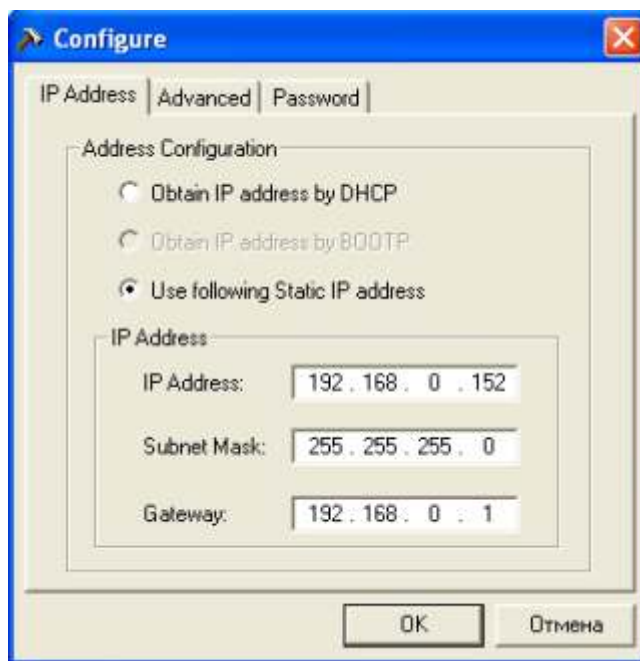 Configure
IP Address Advanced Password
Address Configuration
Obtain IP address by DHCP
Obtain IP address by BOOTP
Use following Static IP address
IP Address
IP Address: 192 . 168 . 0 . 152
Subnet Mask: 255 . 255 . 255 . 0
Gateway: 192 . 168 . 0 . 1
OK Отмена